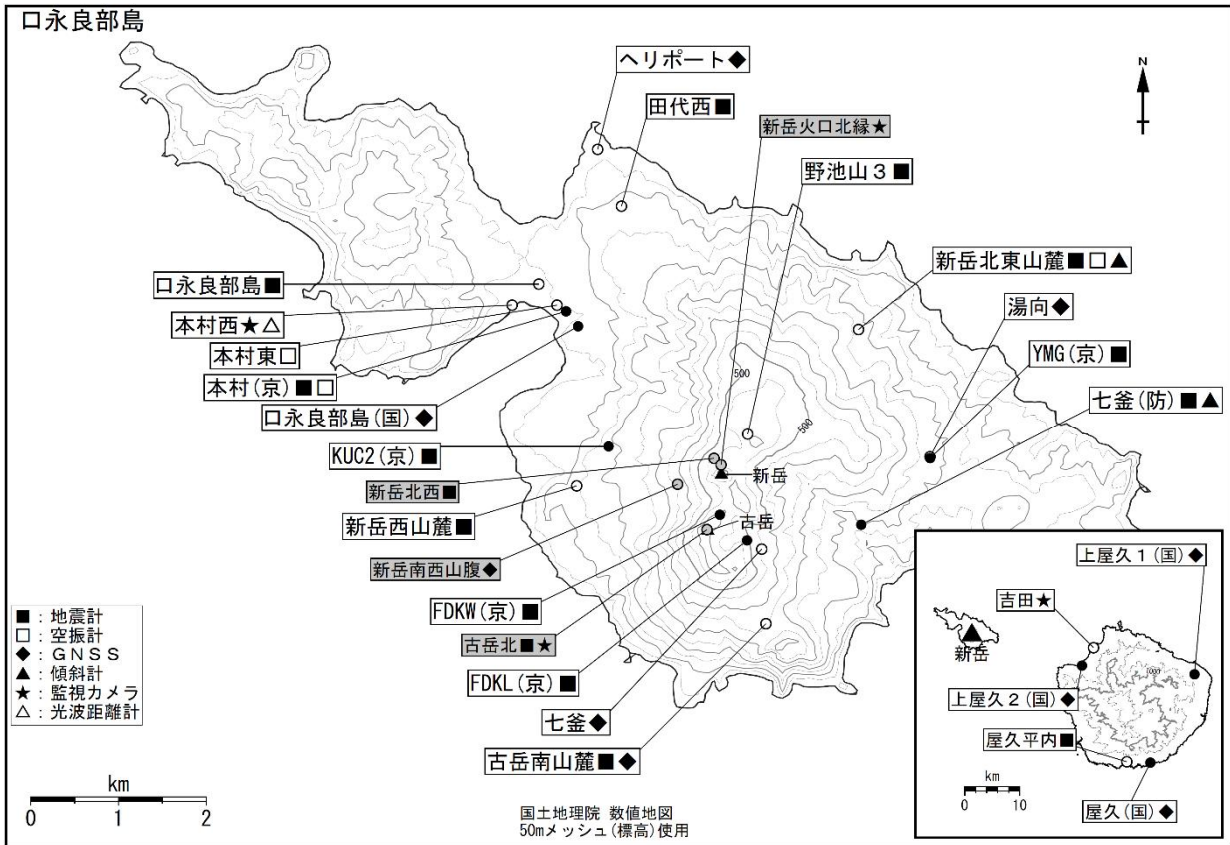 口永良部島
N
ヘリポート◆
田代西■
新岳火口北縁★
野池山３■
新岳北東山麓■□▲
湯向◆
YMG(京)■
七釜(防)■▲
口永良部島■
本村西★△
本村東□
本村(京)■□
口永良部島(国)◆
KUC2(京)■
新岳北西■
新岳西山麓■
新岳南西山腹◆
FDKW(京)■
古岳北■★
FDKL(京)■
七釜◆
古岳南山麓■◆
500
500
新岳
古岳
■：地震計
□：空振計
◆：ＧＮＳＳ
▲：傾斜計
★：監視カメラ
△：光波距離計
km
0 1 2
国土地理院 数値地図
50mメッシュ(標高)使用
上屋久１(国)◆
吉田★
新岳
1000
上屋久２(国)◆
屋久平内■
km
0 10
屋久(国)◆